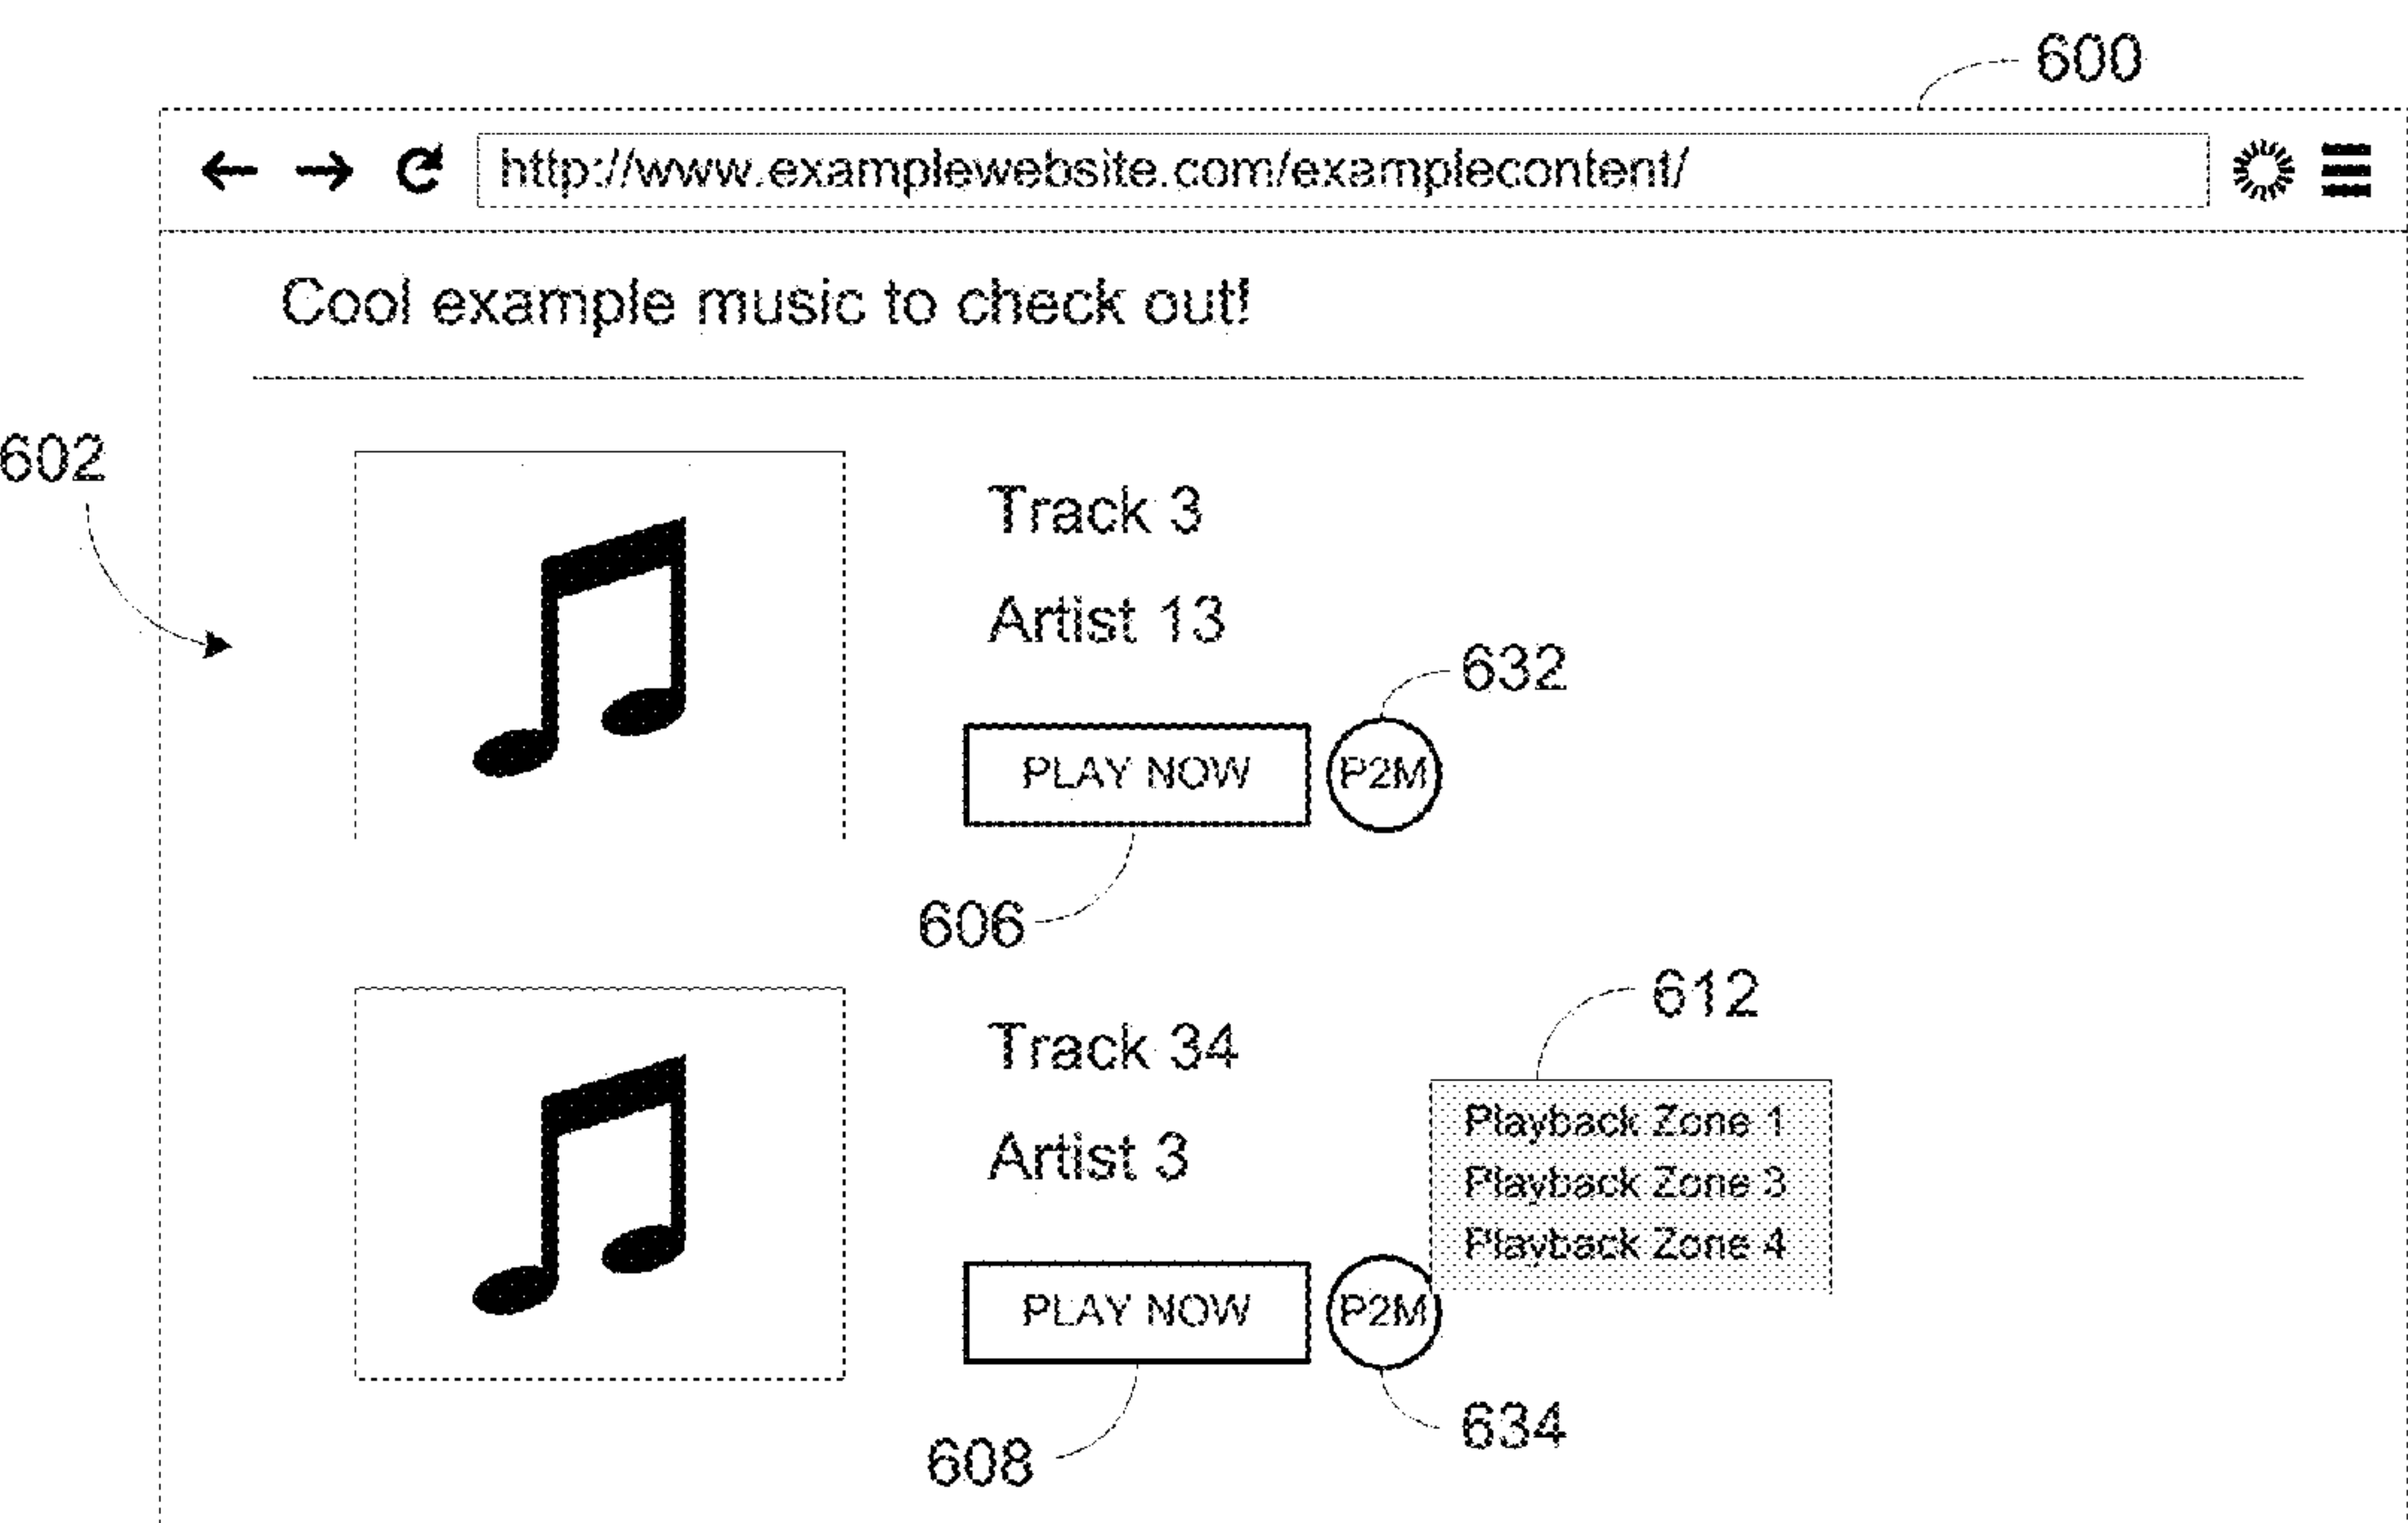 600
http://www.examplewebsite.com/examplecontent/
Cool example music to check out!
602
Track 3
Artist 13
632
PLAY NOW
P2M
606
612
Track 34
Playback Zone 1
Artist 3
Playback Zone 3
Playback Zone 4
PLAY NOW
P2M
634
608